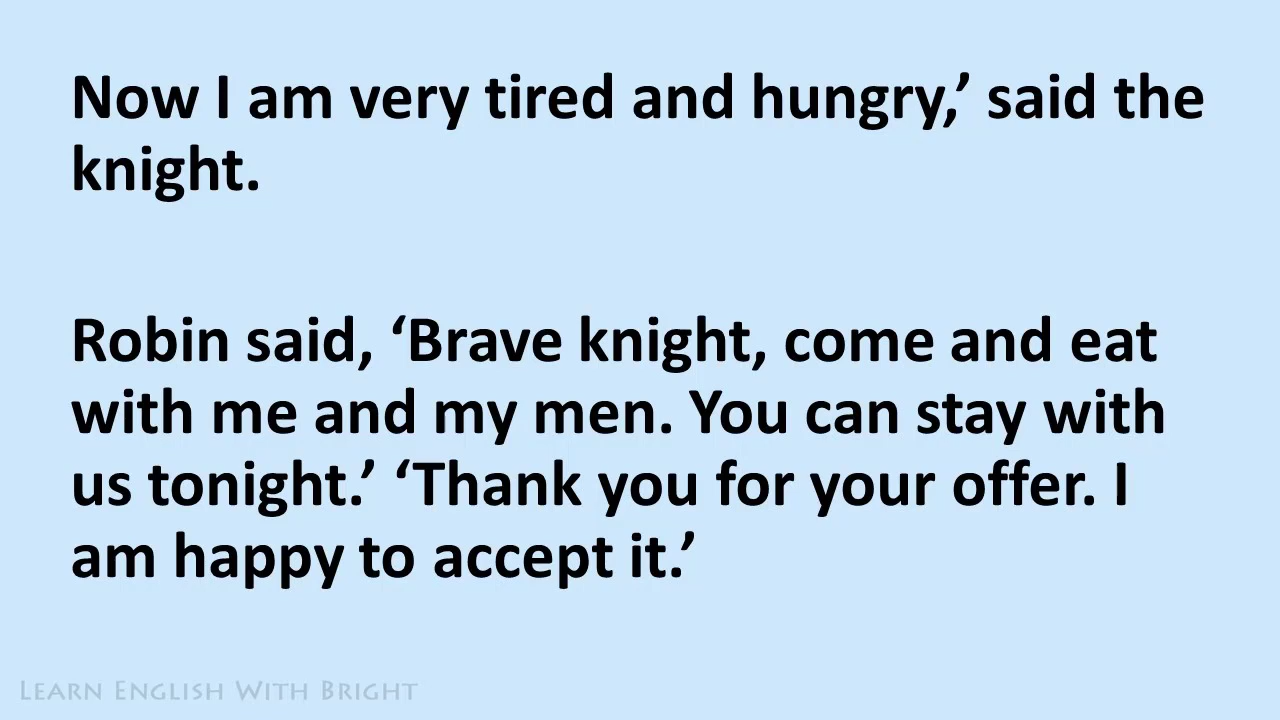 Now I am very tired and hungry,’ said the
knight.
Robin said, ‘Brave knight, come and eat
with me and my men. You can stay with
us tonight.’ ‘Thank you for your offer. I
am happy to accept it.’
Learn English With Bright